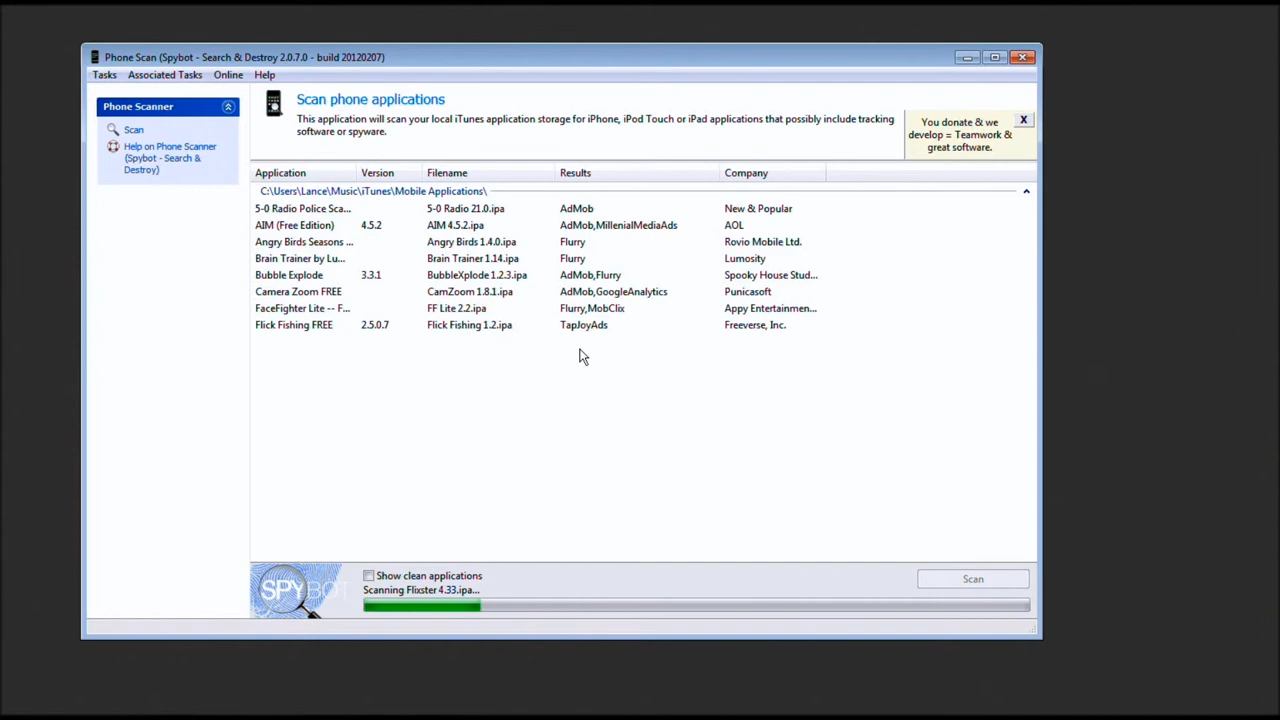 Phone Scan (Spybot - Search & Destroy 2.0.7.0 - build 20120207)
Tasks Associated Tasks Online Help
Phone Scanner
Scan
Help on Phone Scanner
(Spybot - Search &
Destroy)
Scan phone applications
This application will scan your local iTunes application storage for iPhone, iPod Touch or iPad applications that possibly include tracking
software or spyware.
You donate & we
develop = Teamwork &
great software.
X
Application Version Filename Results Company
C:\Users\Lance\Music\iTunes\Mobile Applications\
5-0 Radio Police Sca... 5-0 Radio 21.0.ipa AdMob New & Popular
AIM (Free Edition) 4.5.2 AIM 4.5.2.ipa AdMob,MillenialMediaAds AOL
Angry Birds Seasons ... Angry Birds 1.4.0.ipa Flurry Rovio Mobile Ltd.
Brain Trainer by Lu... Brain Trainer 1.14.ipa Flurry Lumosity
Bubble Explode 3.3.1 BubbleXplode 1.2.3.ipa AdMob,Flurry Spooky House Stud...
Camera Zoom FREE CamZoom 1.8.1.ipa AdMob,GoogleAnalytics Punicasoft
FaceFighter Lite -- F... FF Lite 2.2.ipa Flurry,MobClix Appy Entertainmen...
Flick Fishing FREE 2.5.0.7 Flick Fishing 1.2.ipa TapJoyAds Freeverse, Inc.
SPYBOT
Show clean applications
Scanning Flixster 4.33.ipa...
Scan